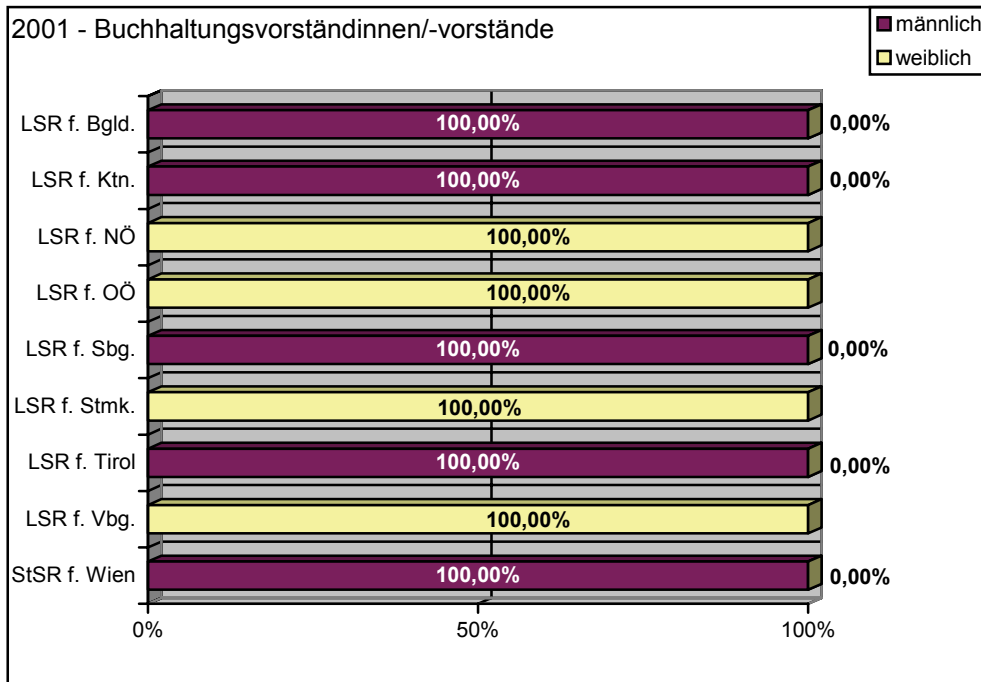 2001 - Buchhaltungsvorständinnen/-vorstände
männlich
weiblich
LSR f. Bgld. 100,00% 0,00%
LSR f. Ktn. 100,00% 0,00%
LSR f. NÖ 100,00%
LSR f. OÖ 100,00%
LSR f. Sbg. 100,00% 0,00%
LSR f. Stmk. 100,00%
LSR f. Tirol 100,00% 0,00%
LSR f. Vbg. 100,00%
StSR f. Wien 100,00% 0,00%
0% 50% 100%